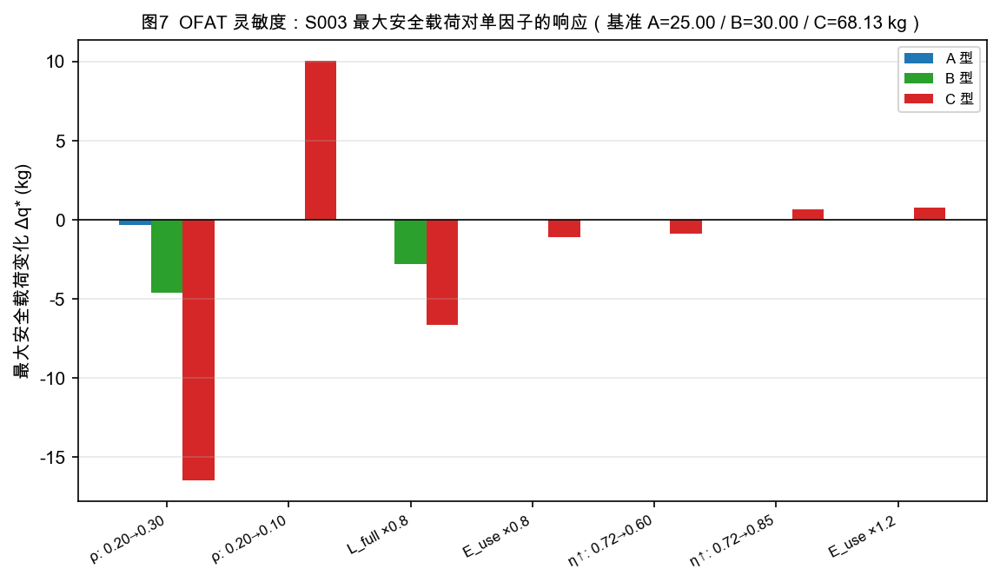 图7 OFAT 灵敏度：S003 最大安全载荷对单因子的响应（基准 A=25.00 / B=30.00 / C=68.13 kg）
A 型
B 型
C 型
最大安全载荷变化 Δq* (kg)
10
5
0
-5
-10
-15
ρ: 0.20→0.30
ρ: 0.20→0.10
L_full ×0.8
E_use ×0.8
η↑: 0.72→0.60
η↑: 0.72→0.85
E_use ×1.2